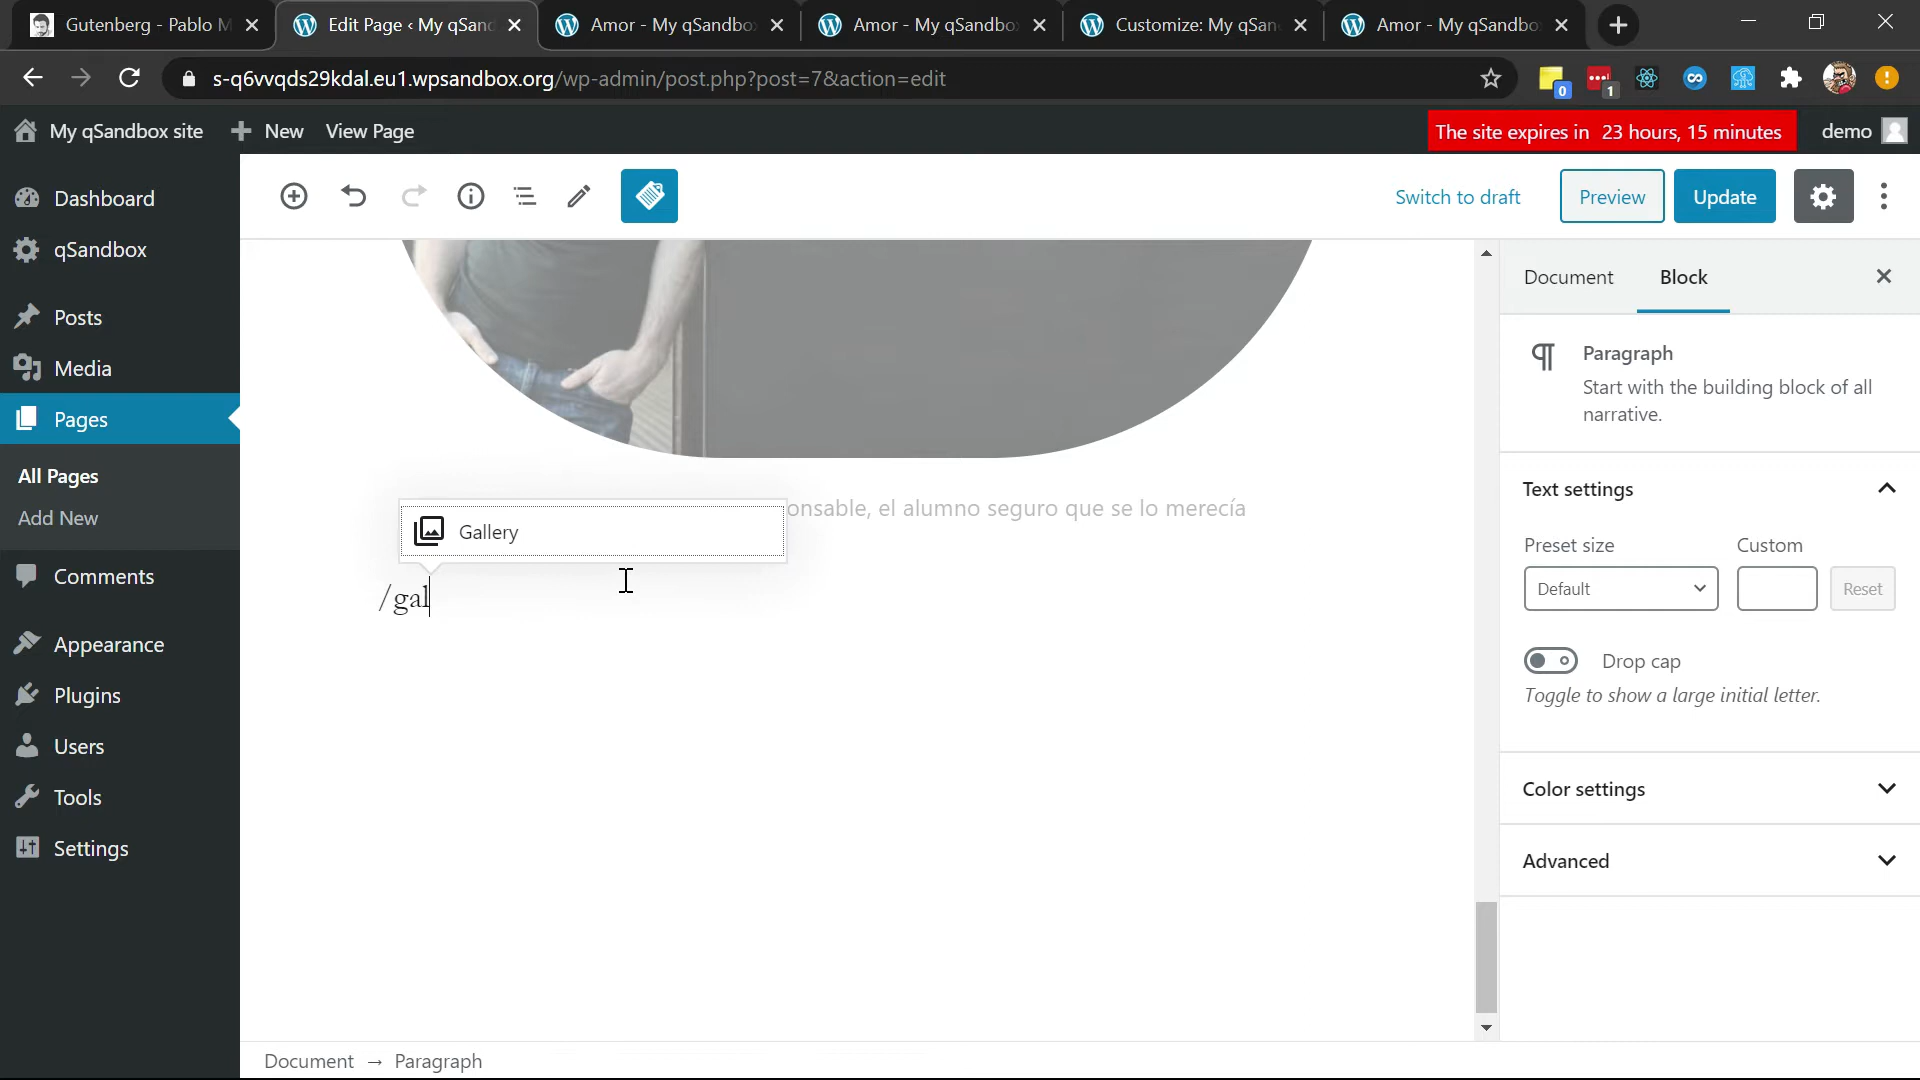 Gutenberg - Pablo M
Edit Page ‹ My qSand
Amor - My qSandbox
Amor - My qSandbox
Customize: My qSan
Amor - My qSandbo
s-q6vvqds29kdal.eu1.wpsandbox.org/wp-admin/post.php?post=7&action=edit
0
1
My qSandbox site
New
View Page
The site expires in 23 hours, 15 minutes
demo
Dashboard
qSandbox
Posts
Media
Pages
All Pages
Add New
Comments
Appearance
Plugins
Users
Tools
Settings
Switch to draft
Preview
Update
onsable, el alumno seguro que se lo merecía
Gallery
/gal
Document
Block
Paragraph
Start with the building block of all
narrative.
Text settings
Preset size
Custom
Default
Reset
Drop cap
Toggle to show a large initial letter.
Color settings
Advanced
Document → Paragraph